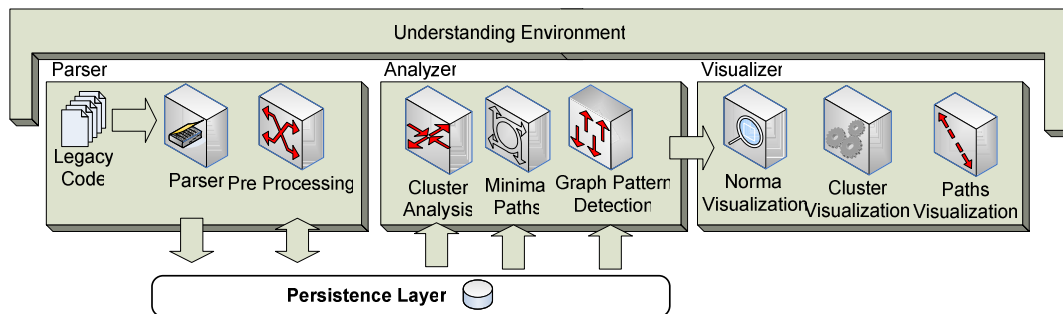 Understanding Environment
Parser
Analyzer
Visualizer
Legacy
Code
Parser
Pre Processing
Cluster
Analysis
Minima
Paths
Graph Pattern
Detection
Norma
Visualization
Cluster
Visualization
Paths
Visualization
Persistence Layer